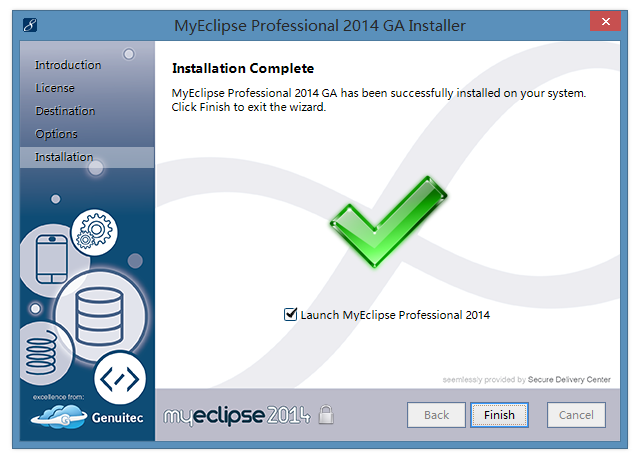 MyEclipse Professional 2014 GA Installer
Introduction
License
Destination
Options
Installation
Installation Complete
MyEclipse Professional 2014 GA has been successfully installed on your system.
Click Finish to exit the wizard.
Launch MyEclipse Professional 2014
seamlessly provided by Secure Delivery Center
excellence from:
Genuitec
myeclipse2014
Back
Finish
Cancel